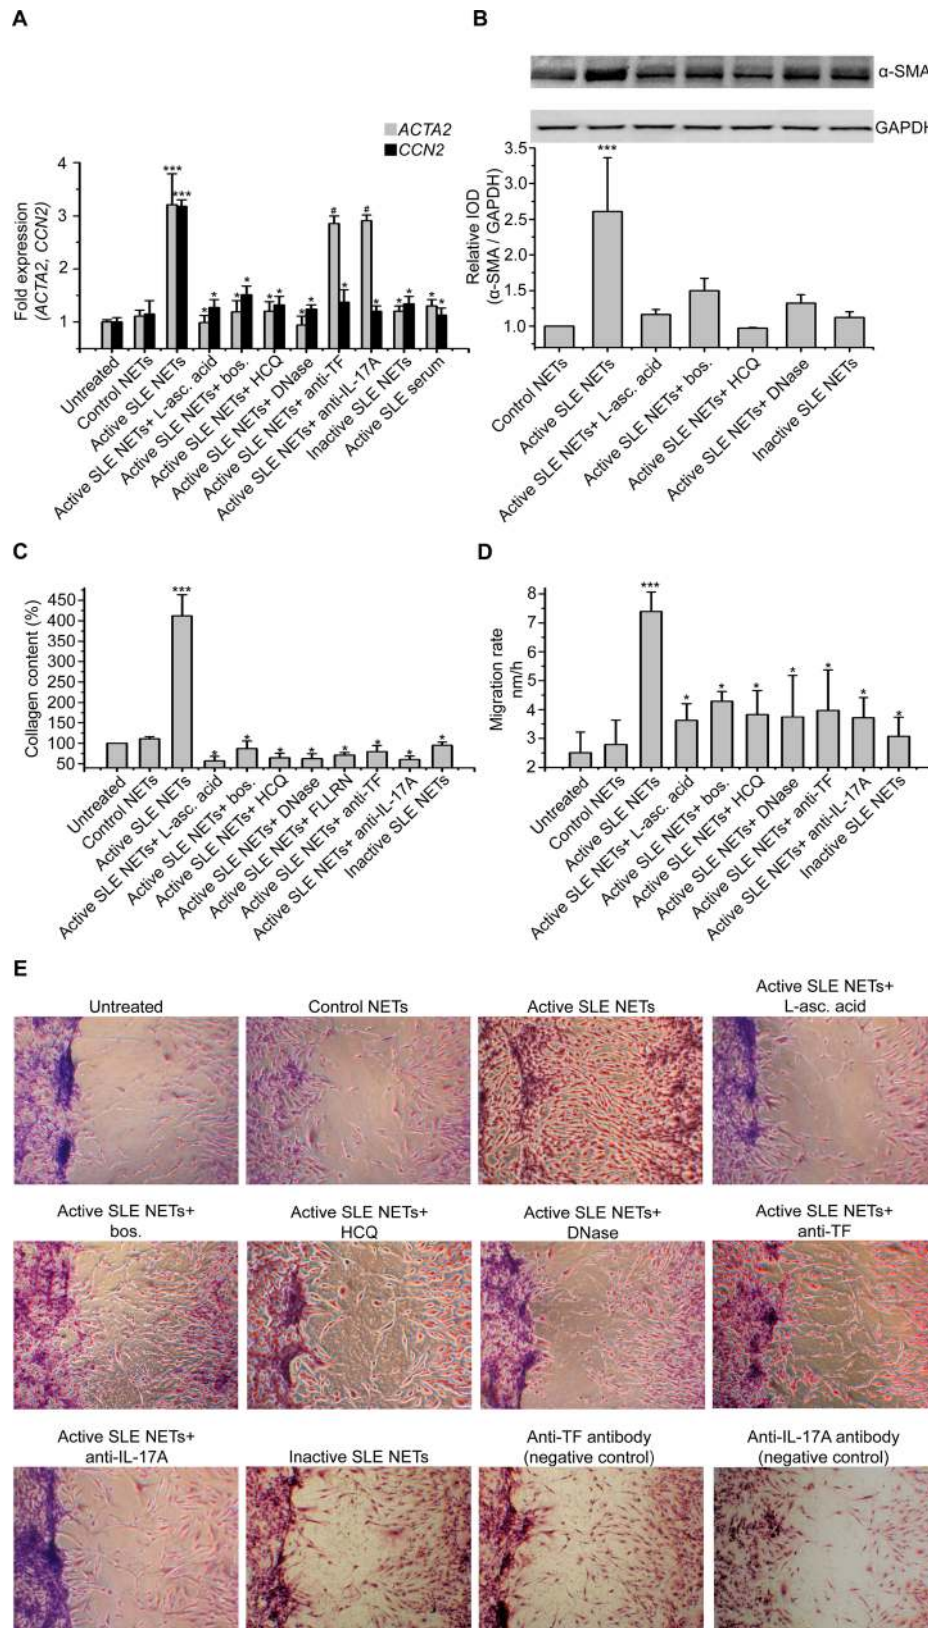 A
ACTA2
CCN2
Fold expression
(ACTA2, CCN2)
4
3
2
1
***
***
*
*
*
*
*
*
*
*
#
*
#
*
*
*
*
*
Untreated
Control NETs
Active SLE NETs
Active SLE NETs+ L-asc. acid
Active SLE NETs+ bos.
Active SLE NETs+ HCQ
Active SLE NETs+ DNase
Active SLE NETs+ anti-TF
Active SLE NETs+ anti-IL-17A
Inactive SLE NETs
Active SLE serum
B
α-SMA
GAPDH
Relative IOD
(α-SMA / GAPDH)
3.5
3.0
2.5
2.0
1.5
1.0
***
Control NETs
Active SLE NETs
Active SLE NETs+ L-asc. acid
Active SLE NETs+ bos.
Active SLE NETs+ HCQ
Active SLE NETs+ DNase
Inactive SLE NETs
C
Collagen content (%)
450
400
350
300
250
200
150
100
50
***
*
*
*
*
*
*
*
*
Untreated
Control NETs
Active SLE NETs
Active SLE NETs+ L-asc. acid
Active SLE NETs+ bos.
Active SLE NETs+ HCQ
Active SLE NETs+ DNase
Active SLE NETs+ FLLRN
Active SLE NETs+ anti-TF
Active SLE NETs+ anti-IL-17A
Inactive SLE NETs
D
Migration rate
nm/h
8
7
6
5
4
3
2
***
*
*
*
*
*
*
*
Untreated
Control NETs
Active SLE NETs
Active SLE NETs+ L-asc. acid
Active SLE NETs+ bos.
Active SLE NETs+ HCQ
Active SLE NETs+ DNase
Active SLE NETs+ anti-TF
Active SLE NETs+ anti-IL-17A
Inactive SLE NETs
E
Untreated
Control NETs
Active SLE NETs
Active SLE NETs+
L-asc. acid
Active SLE NETs+
bos.
Active SLE NETs+
HCQ
Active SLE NETs+
DNase
Active SLE NETs+
anti-TF
Active SLE NETs+
anti-IL-17A
Inactive SLE NETs
Anti-TF antibody
(negative control)
Anti-IL-17A antibody
(negative control)